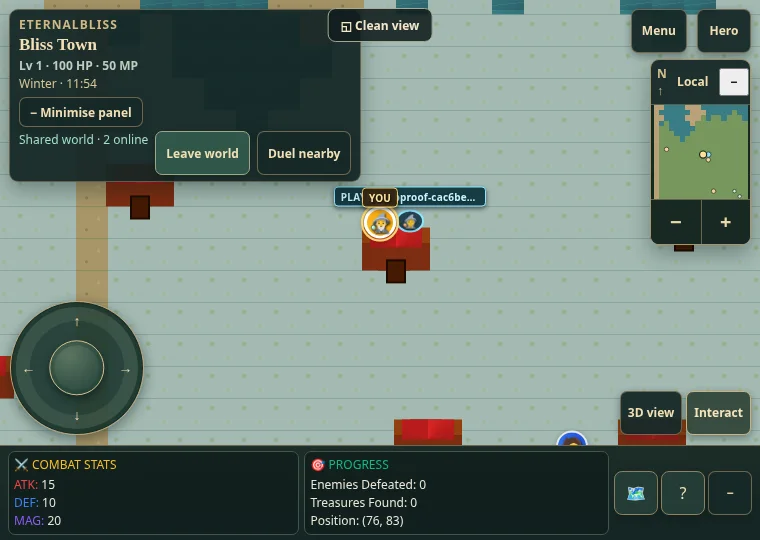 ETERNALBLISS
Bliss Town
Lv 1 · 100 HP · 50 MP
Winter · 11:54
− Minimise panel
Shared world · 2 online
Leave world
Duel nearby
◱ Clean view
Menu
Hero
N
↑
Local
−
−
+
YOU
proof-cac6be...
↑
←
→
↓
3D view
Interact
⚔️ COMBAT STATS
ATK: 15
DEF: 10
MAG: 20
🎯 PROGRESS
Enemies Defeated: 0
Treasures Found: 0
Position: (76, 83)
?
−